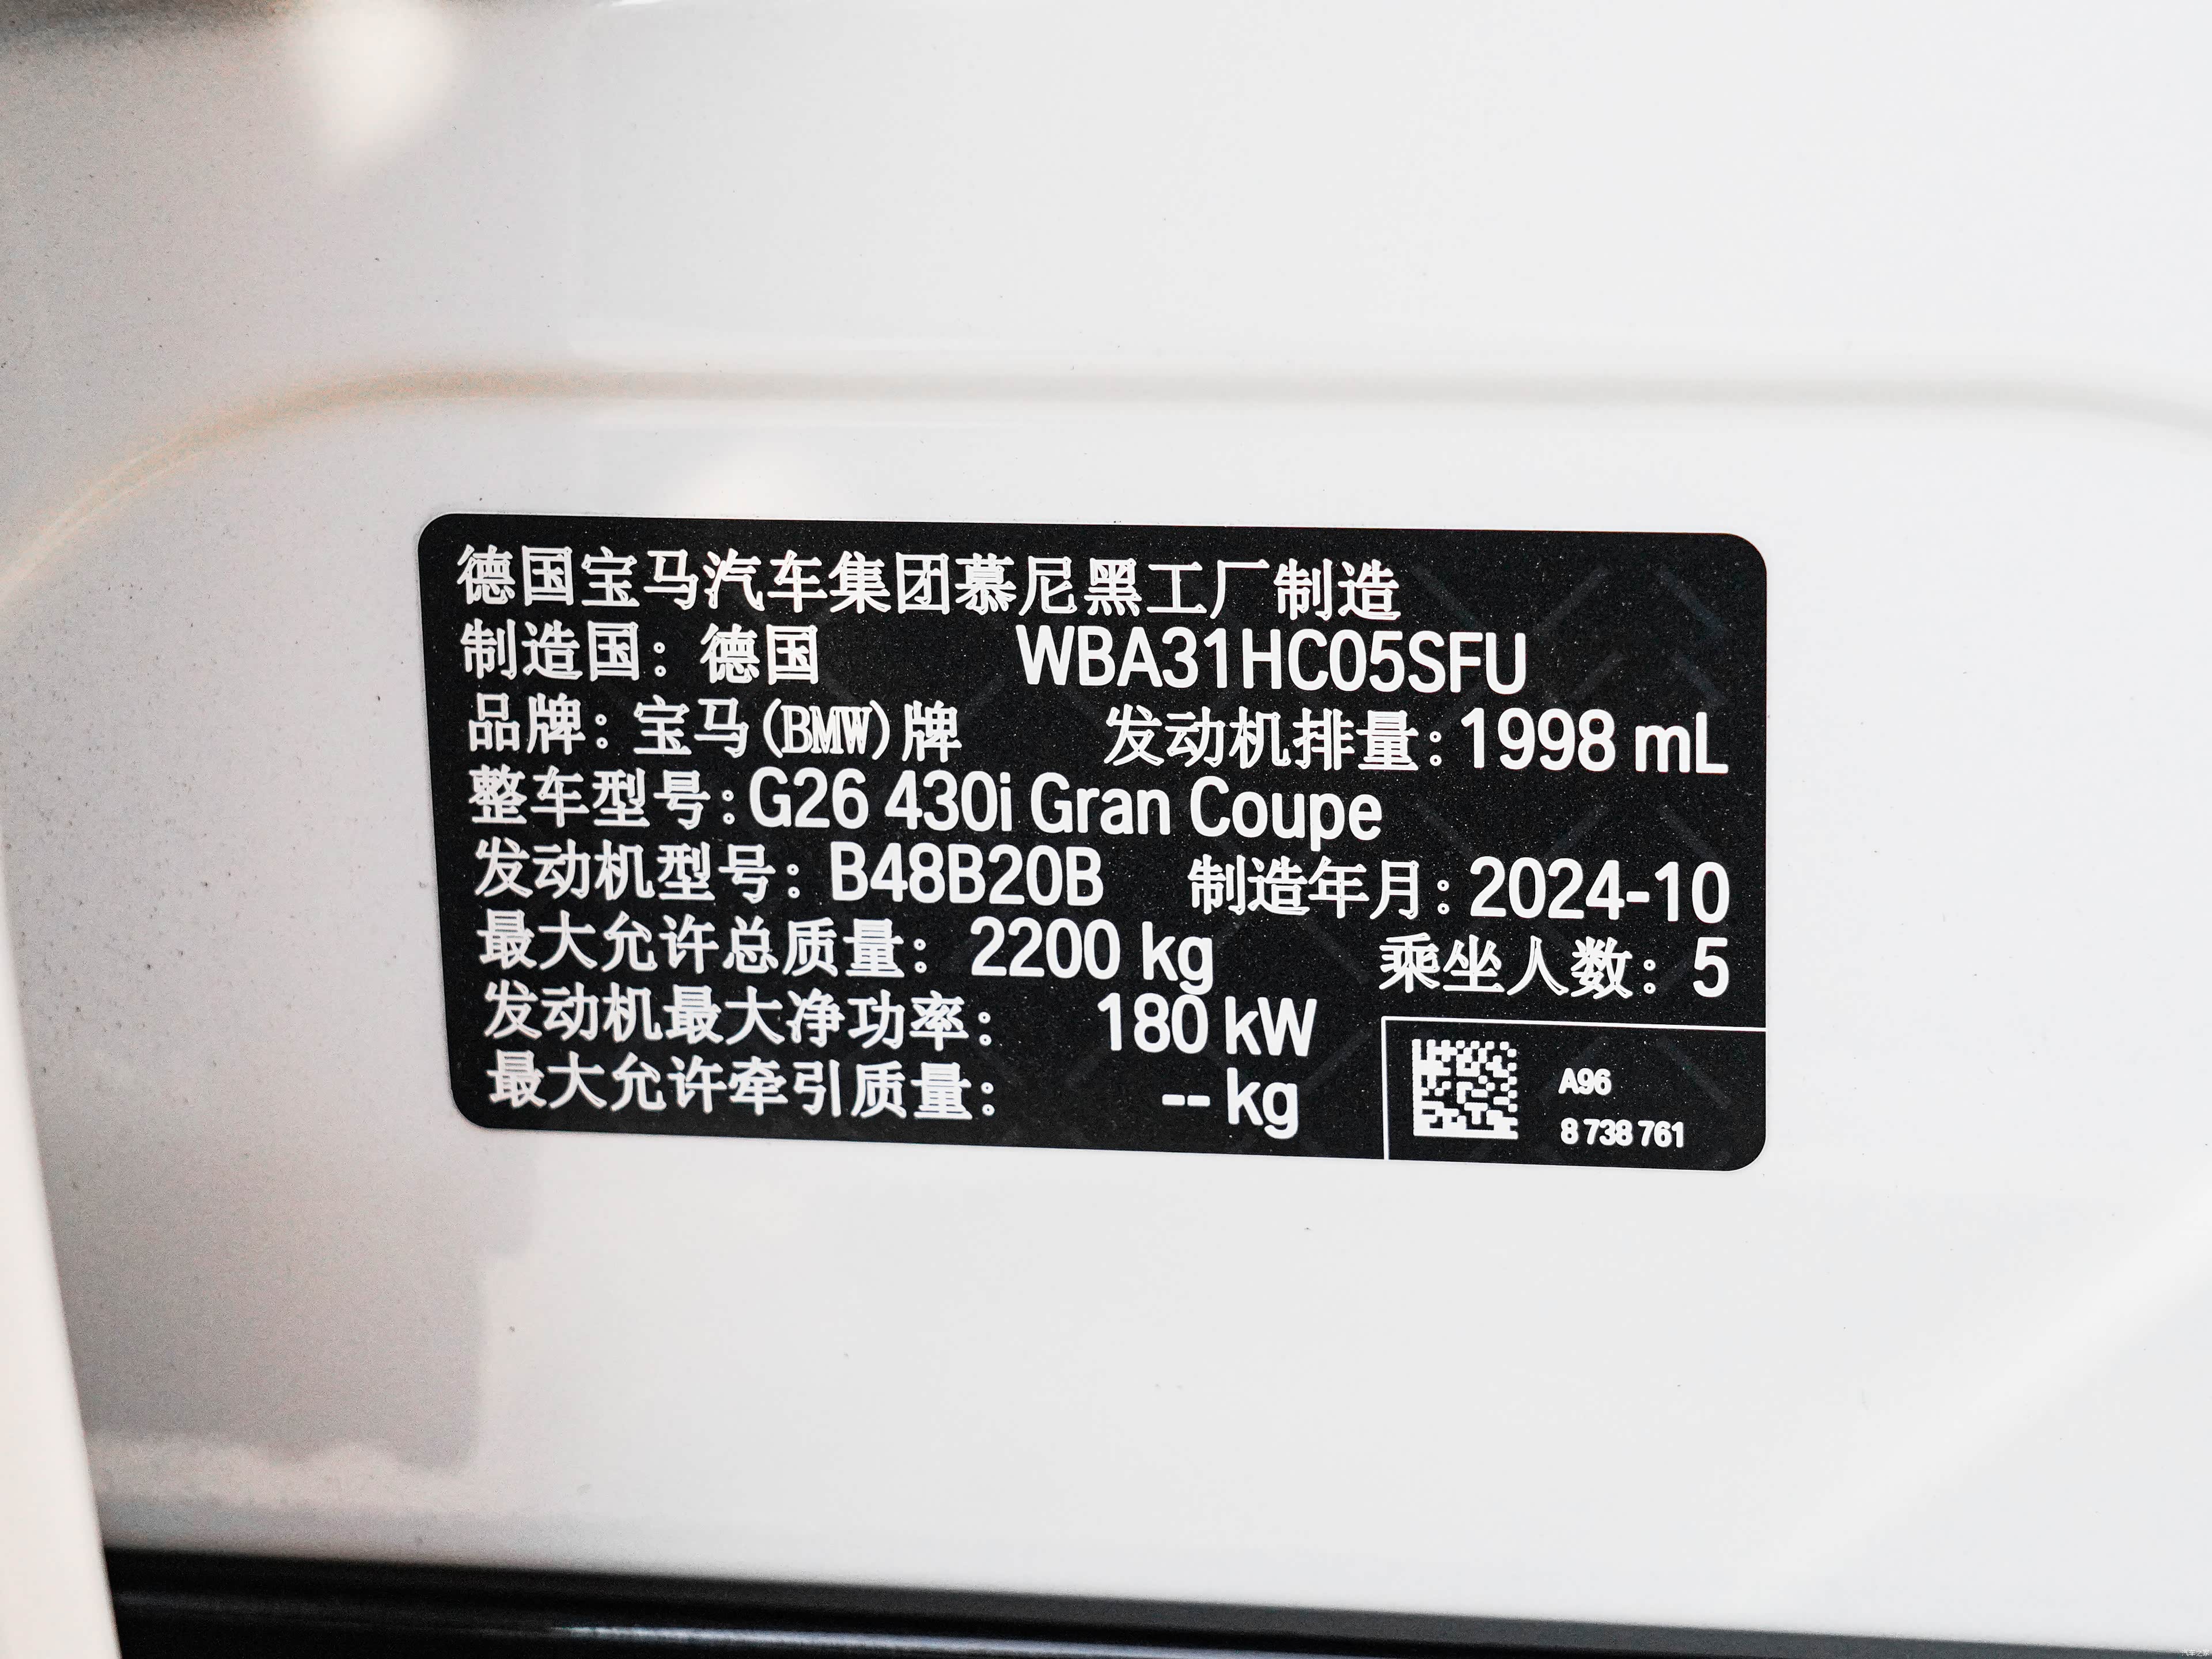 德国宝马汽车集团慕尼黑工厂制造
制造国：德国 WBA31HC05SFU
品牌：宝马(BMW)牌 发动机排量：1998 mL
整车型号：G26 430i Gran Coupe
发动机型号：B48B20B 制造年月：2024-10
最大允许总质量：2200 kg 乘坐人数：5
发动机最大净功率：180 kW
最大允许牵引质量：-- kg
A96
8 738 761